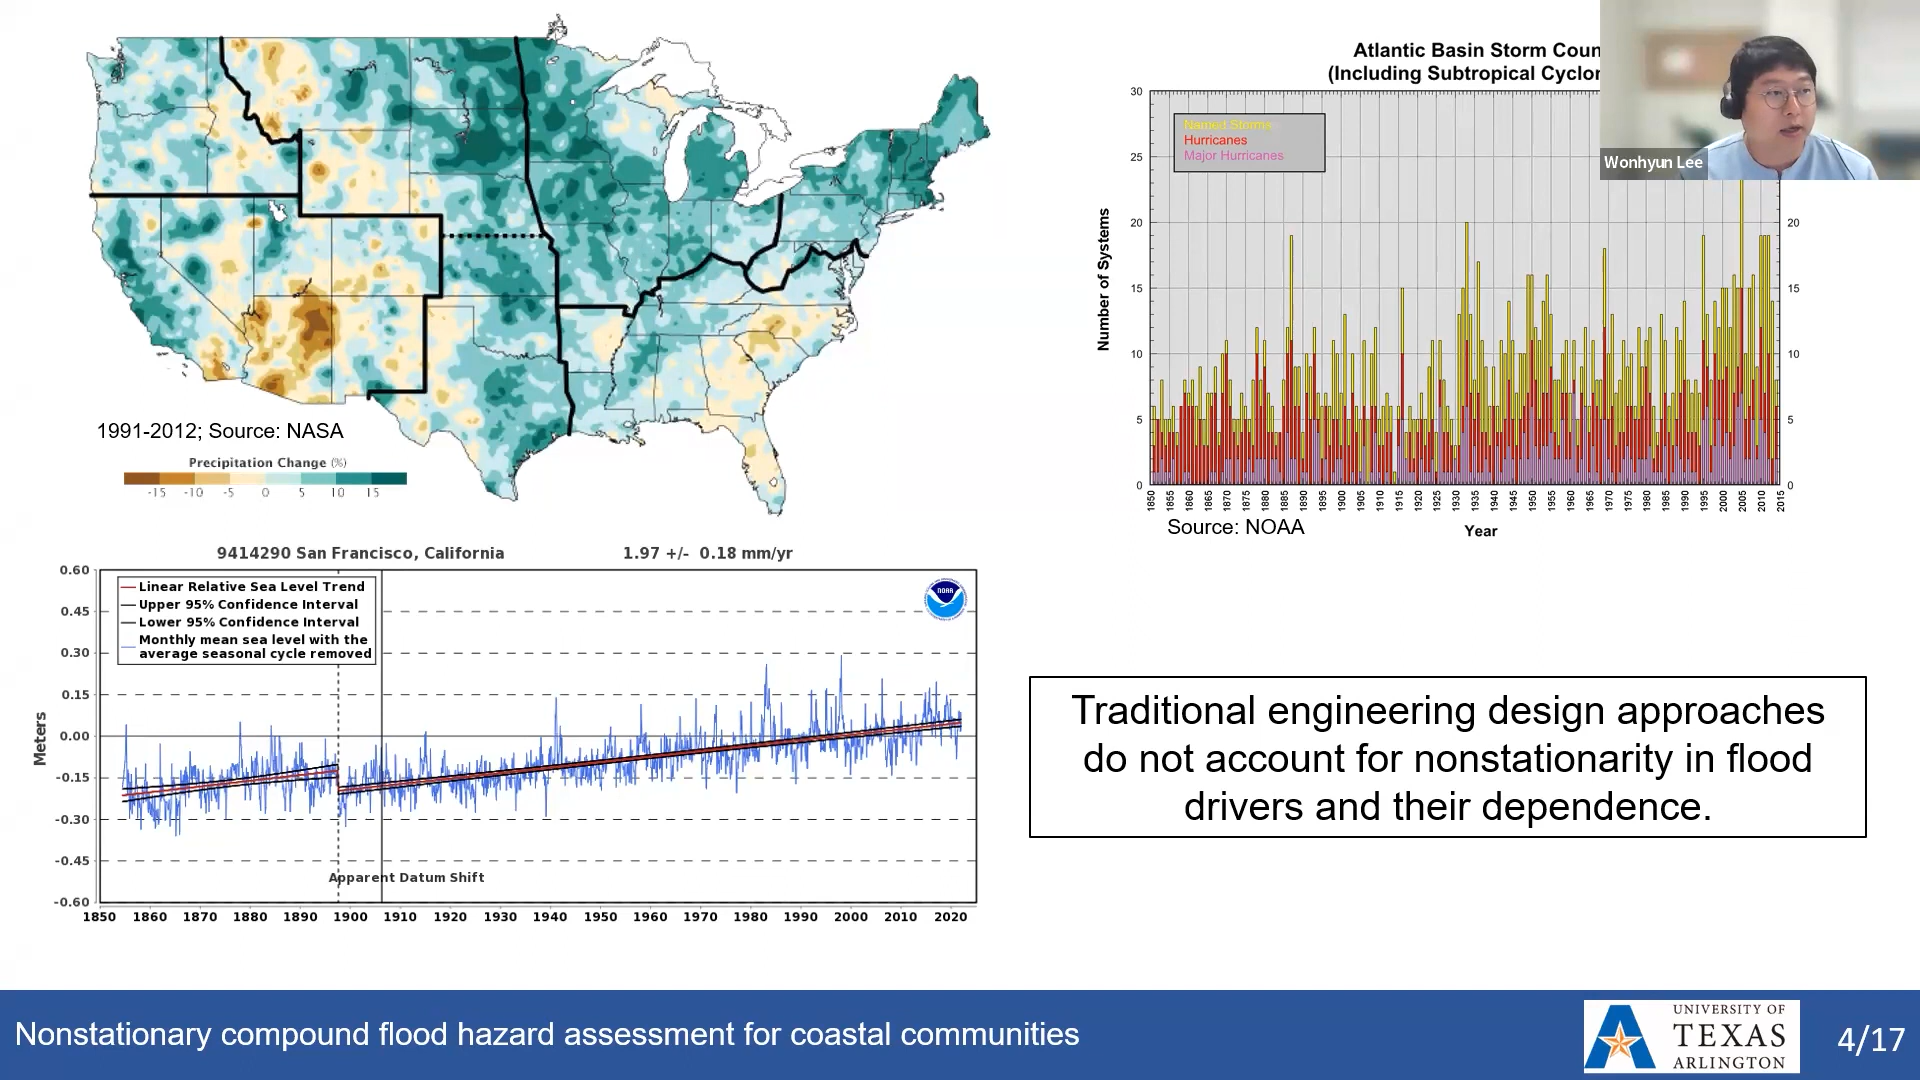 1991-2012; Source: NASA
Precipitation Change (%)
-15 -10 -5 0 5 10 15
Atlantic Basin Storm Coun
(Including Subtropical Cyclon
Named Storms
Hurricanes
Major Hurricanes
Number of Systems
30
25
20
15
10
5
0
20
15
10
5
0
1850 1855 1860 1865 1870 1875 1880 1885 1890 1895 1900 1905 1910 1915 1920 1925 1930 1935 1940 1945 1950 1955 1960 1965 1970 1975 1980 1985 1990 1995 2000 2005 2010 2015
Year
Source: NOAA
Wonhyun Lee
9414290 San Francisco, California 1.97 +/- 0.18 mm/yr
Linear Relative Sea Level Trend
Upper 95% Confidence Interval
Lower 95% Confidence Interval
Monthly mean sea level with the
average seasonal cycle removed
NOAA
Meters
0.60
0.45
0.30
0.15
0.00
-0.15
-0.30
-0.45
-0.60
Apparent Datum Shift
1850 1860 1870 1880 1890 1900 1910 1920 1930 1940 1950 1960 1970 1980 1990 2000 2010 2020
Traditional engineering design approaches
do not account for nonstationarity in flood
drivers and their dependence.
Nonstationary compound flood hazard assessment for coastal communities
UNIVERSITY OF
TEXAS
ARLINGTON
4/17